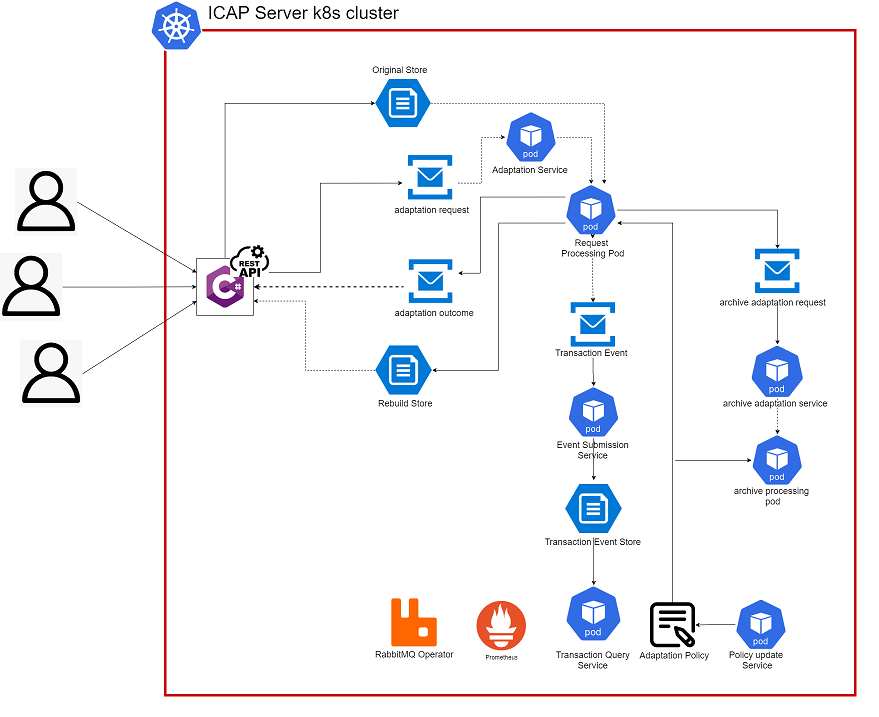 ICAP Server k8s cluster
Original Store
pod
Adaptation Service
adaptation request
pod
Request
Processing Pod
REST
API
C#
adaptation outcome
archive adaptation request
Transaction Event
Rebuild Store
archive adaptation service
pod
Event Submission
Service
pod
archive processing
pod
Transaction Event Store
RabbitMQ Operator
Prometheus
pod
Transaction Query
Service
Adaptation Policy
pod
Policy update
Service
pod